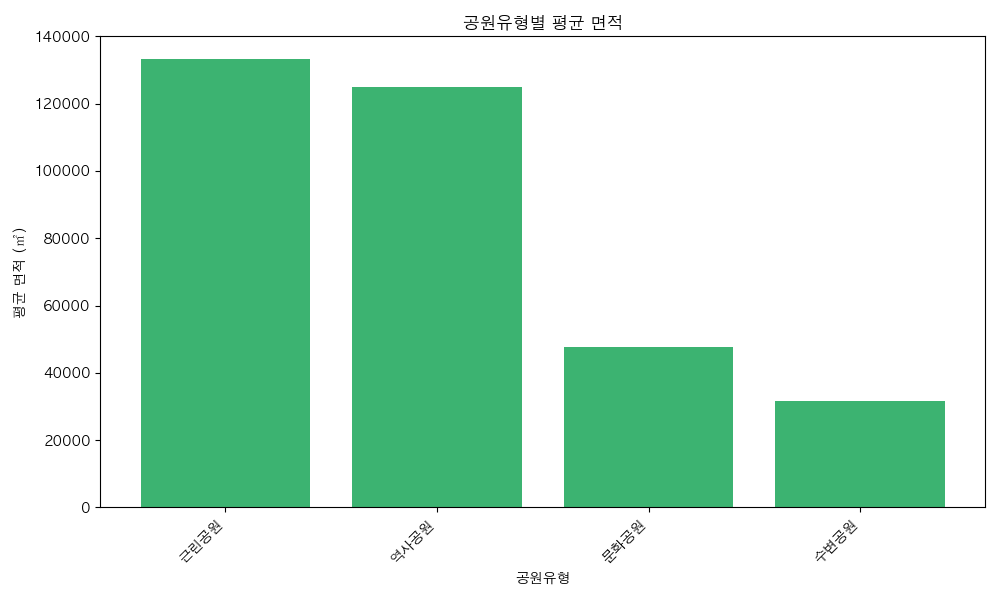 공원유형별 평균 면적
평균 면적 (㎡)
140000
120000
100000
80000
60000
40000
20000
0
근린공원
역사공원
문화공원
수변공원
공원유형